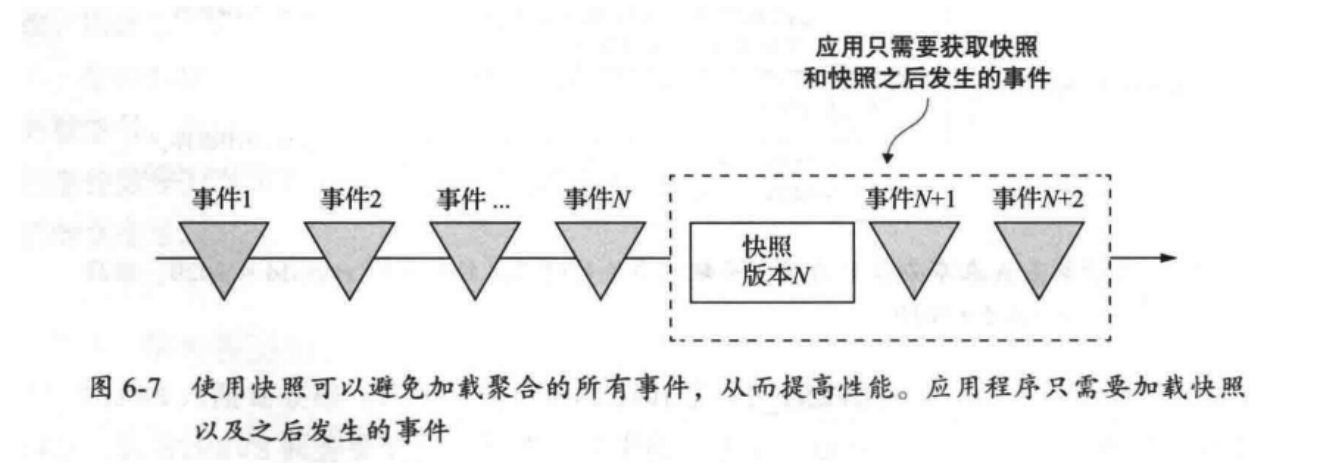 应用只需要获取快照
和快照之后发生的事件
事件1 事件2 事件 ... 事件N 事件N+1 事件N+2
快照
版本N
图 6-7 使用快照可以避免加载聚合的所有事件，从而提高性能。应用程序只需要加载快照
以及之后发生的事件